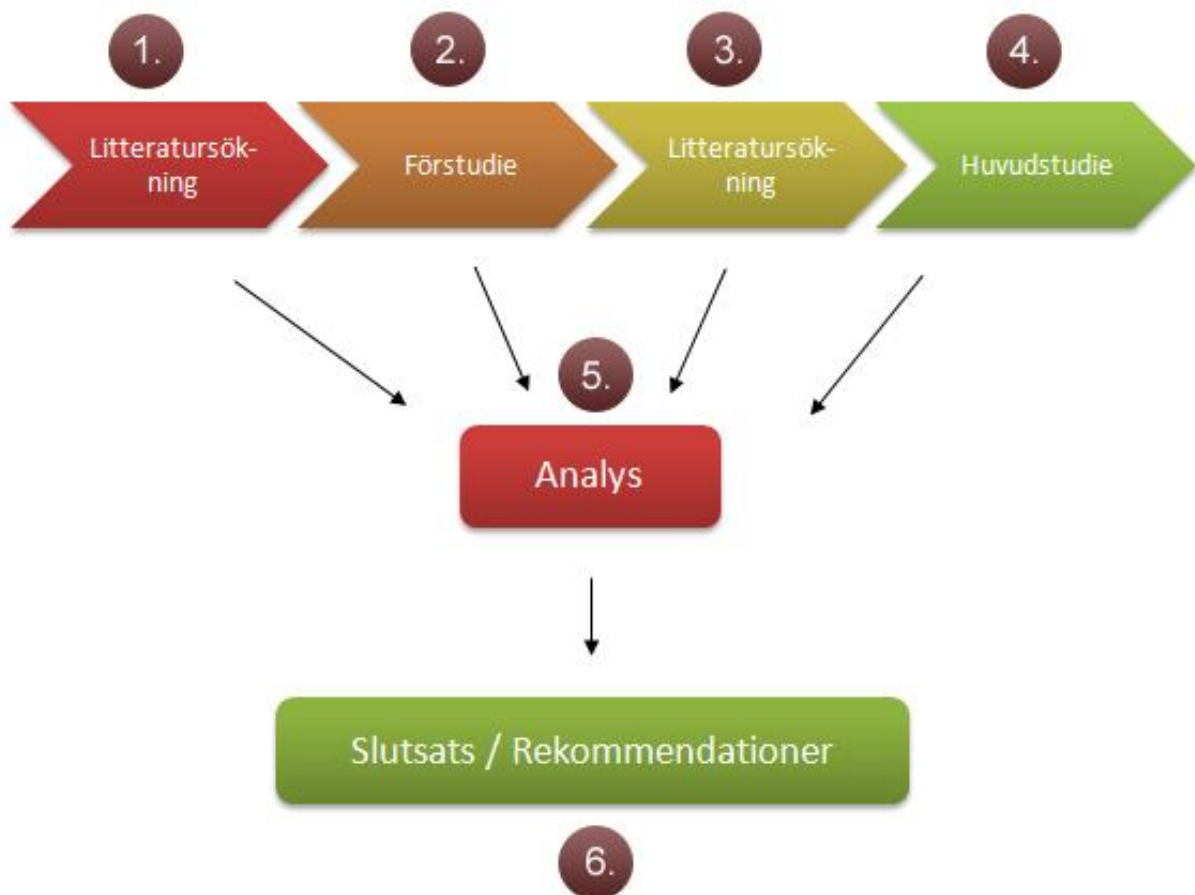 1.
2.
3.
4.
Litteratursök-
ning
Förstudie
Litteratursök-
ning
Huvudstudie
5.
Analys
Slutsats / Rekommendationer
6.